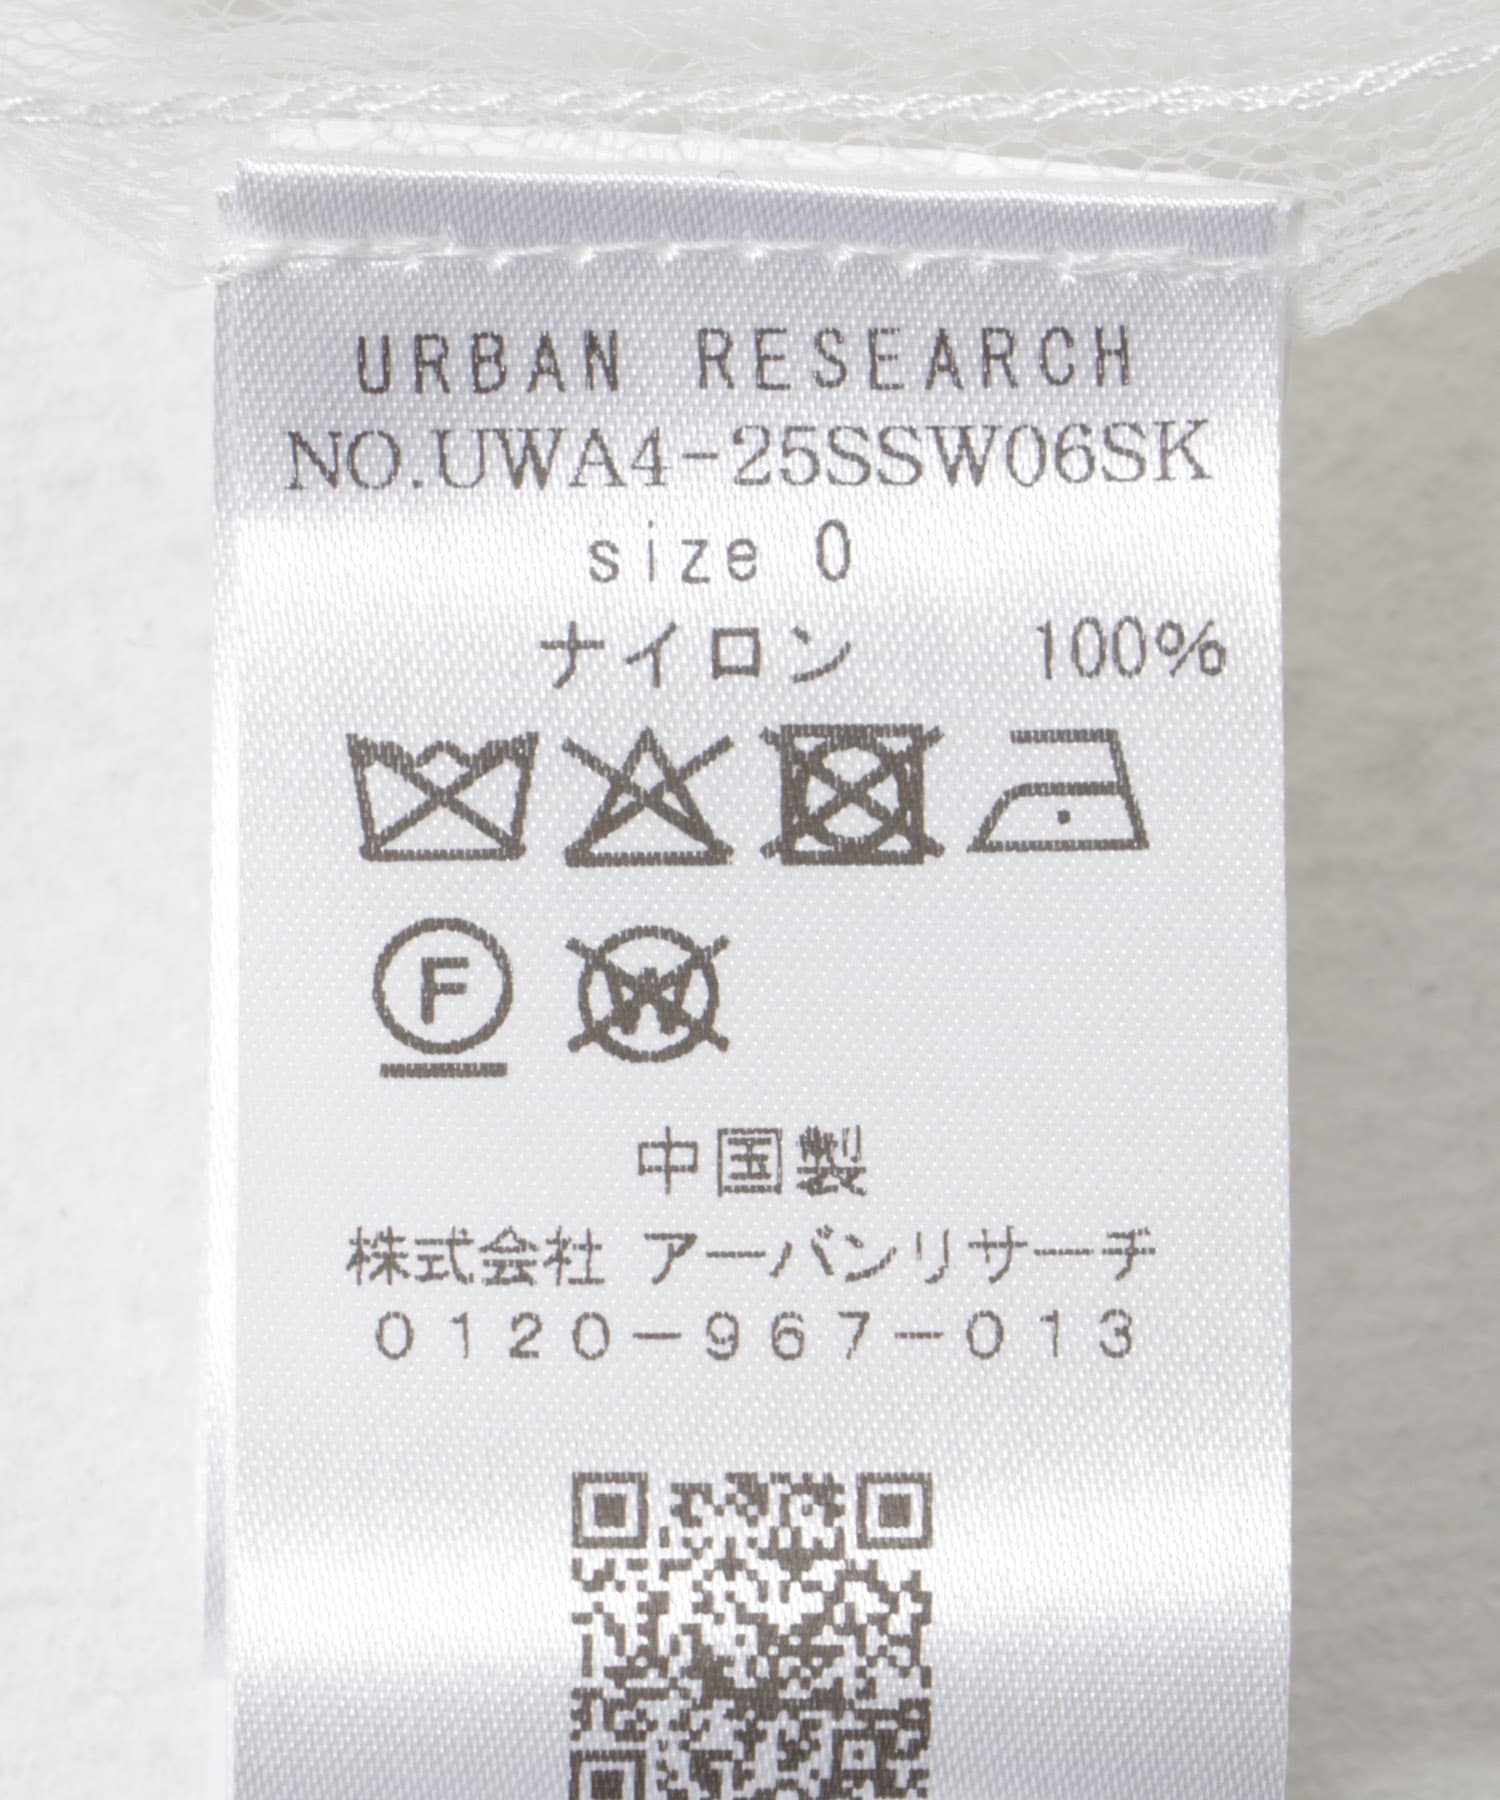 URBAN RESEARCH
NO.UWA4-25SSW06SK
size 0
ナイロン 100%
F
W
中国製
株式会社 アーバンリサーチ
0120-967-013